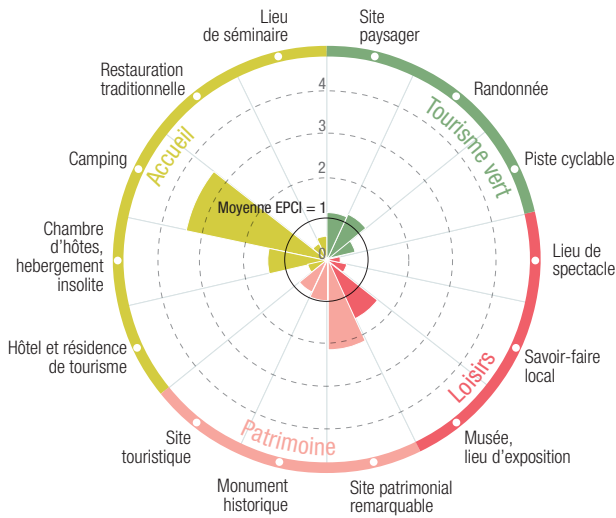 Lieu
de séminaire
Site
paysager
Restauration
traditionnelle
Randonnée
Camping
Piste cyclable
Chambre
d'hôtes,
hebergement
insolite
Lieu de
spectacle
Hôtel et résidence
de tourisme
Savoir-faire
local
Site
touristique
Musée,
lieu d'exposition
Monument
historique
Site patrimonial
remarquable
Accueil
Tourisme vert
Loisirs
Patrimoine
4
3
2
Moyenne EPCI = 1
0